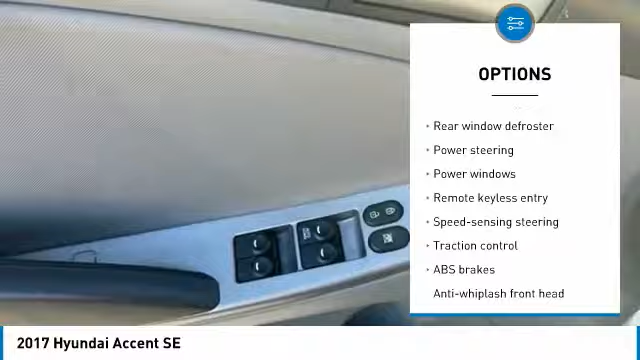 OPTIONS
Rear window defroster
Power steering
Power windows
Remote keyless entry
Speed-sensing steering
Traction control
ABS brakes
Anti-whiplash front head
2017 Hyundai Accent SE